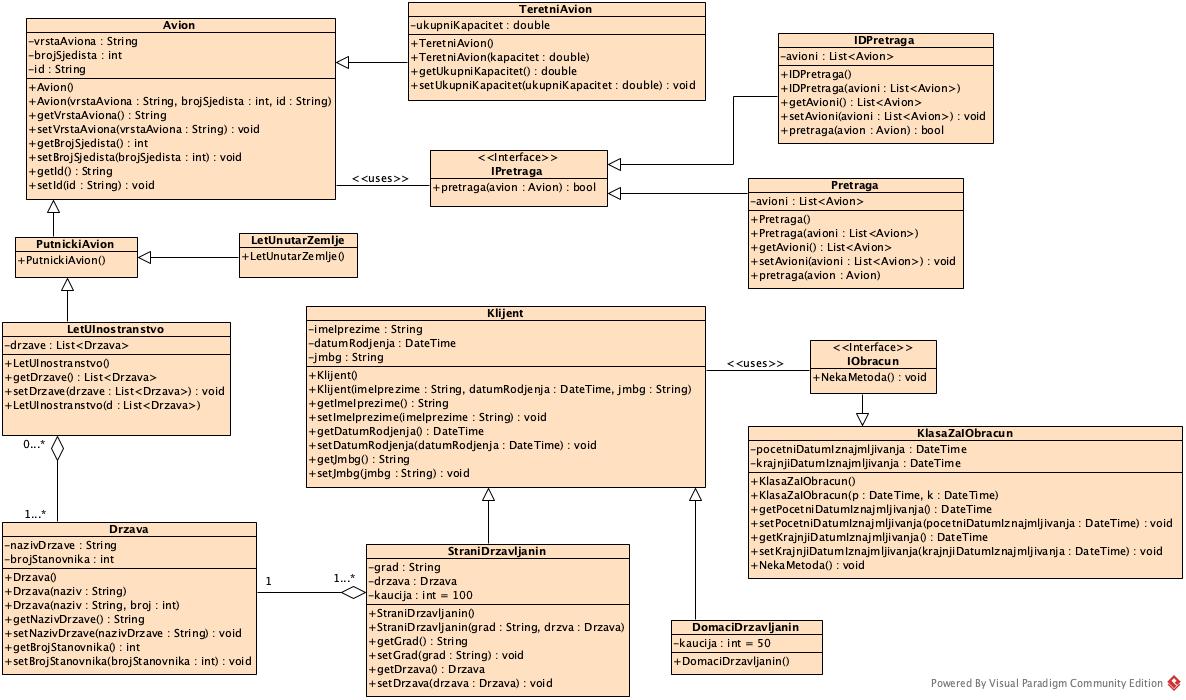 Avion
-vrstaAviona : String
-brojSjedista : int
-id : String
+Avion()
+Avion(vrstaAviona : String, brojSjedista : int, id : String)
+getVrstaAviona() : String
+setVrstaAviona(vrstaAviona : String) : void
+getBrojSjedista() : int
+setBrojSjedista(brojSjedista : int) : void
+getId() : String
+setId(id : String) : void
TeretniAvion
-ukupniKapacitet : double
+TeretniAvion()
+TeretniAvion(kapacitet : double)
+getUkupniKapacitet() : double
+setUkupniKapacitet(ukupniKapacitet : double) : void
IDPretraga
-avioni : List<Avion>
+IDPretraga()
+IDPretraga(avioni : List<Avion>)
+getAvioni() : List<Avion>
+setAvioni(avioni : List<Avion>) : void
+pretraga(avion : Avion) : bool
<<uses>>
<<Interface>>
IPretraga
+pretraga(avion : Avion) : bool
Pretraga
-avioni : List<Avion>
+Pretraga()
+Pretraga(avioni : List<Avion>)
+getAvioni() : List<Avion>
+setAvioni(avioni : List<Avion>) : void
+pretraga(avion : Avion)
PutnickiAvion
+PutnickiAvion()
LetUnutarZemlje
+LetUnutarZemlje()
LetUInostranstvo
-drzave : List<Drzava>
+LetUInostranstvo()
+getDrzave() : List<Drzava>
+setDrzave(drzave : List<Drzava>) : void
+LetUInostranstvo(d : List<Drzava>)
Klijent
-imeIprezime : String
-datumRodjenja : DateTime
-jmbg : String
+Klijent()
+Klijent(imeIprezime : String, datumRodjenja : DateTime, jmbg : String)
+getImeIprezime() : String
+setImeIprezime(imeIprezime : String) : void
+getDatumRodjenja() : DateTime
+setDatumRodjenja(datumRodjenja : DateTime) : void
+getJmbg() : String
+setJmbg(jmbg : String) : void
<<uses>>
<<Interface>>
IObracun
+NekaMetoda() : void
KlasaZaIObracun
-pocetniDatumIznajmljivanja : DateTime
-krajnjiDatumIznajmljivanja : DateTime
+KlasaZaIObracun()
+KlasaZaIObracun(p : DateTime, k : DateTime)
+getPocetniDatumIznajmljivanja() : DateTime
+setPocetniDatumIznajmljivanja(pocetniDatumIznajmljivanja : DateTime) : void
+getKrajnjiDatumIznajmljivanja() : DateTime
+setKrajnjiDatumIznajmljivanja(krajnjiDatumIznajmljivanja : DateTime) : void
+NekaMetoda() : void
0...*
1...*
Drzava
-nazivDrzave : String
-brojStanovnika : int
+Drzava()
+Drzava(naziv : String)
+Drzava(naziv : String, broj : int)
+getNazivDrzave() : String
+setNazivDrzave(nazivDrzave : String) : void
+getBrojStanovnika() : int
+setBrojStanovnika(brojStanovnika : int) : void
1
1...*
StraniDrzavljanin
-grad : String
-drzava : Drzava
-kaucija : int = 100
+StraniDrzavljanin()
+StraniDrzavljanin(grad : String, drzva : Drzava)
+getGrad() : String
+setGrad(grad : String) : void
+getDrzava() : Drzava
+setDrzava(drzava : Drzava) : void
DomaciDrzavljanin
-kaucija : int = 50
+DomaciDrzavljanin()
Powered By Visual Paradigm Community Edition